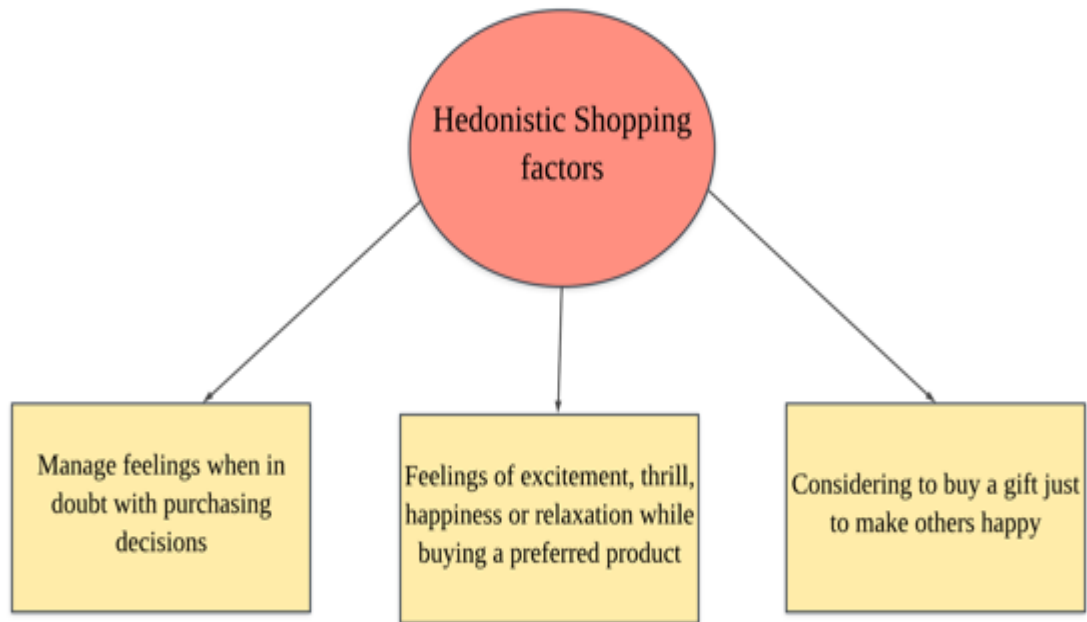 Hedonistic Shopping
factors
Manage feelings when in
doubt with purchasing
decisions
Feelings of excitement, thrill,
happiness or relaxation while
buying a preferred product
Considering to buy a gift just
to make others happy